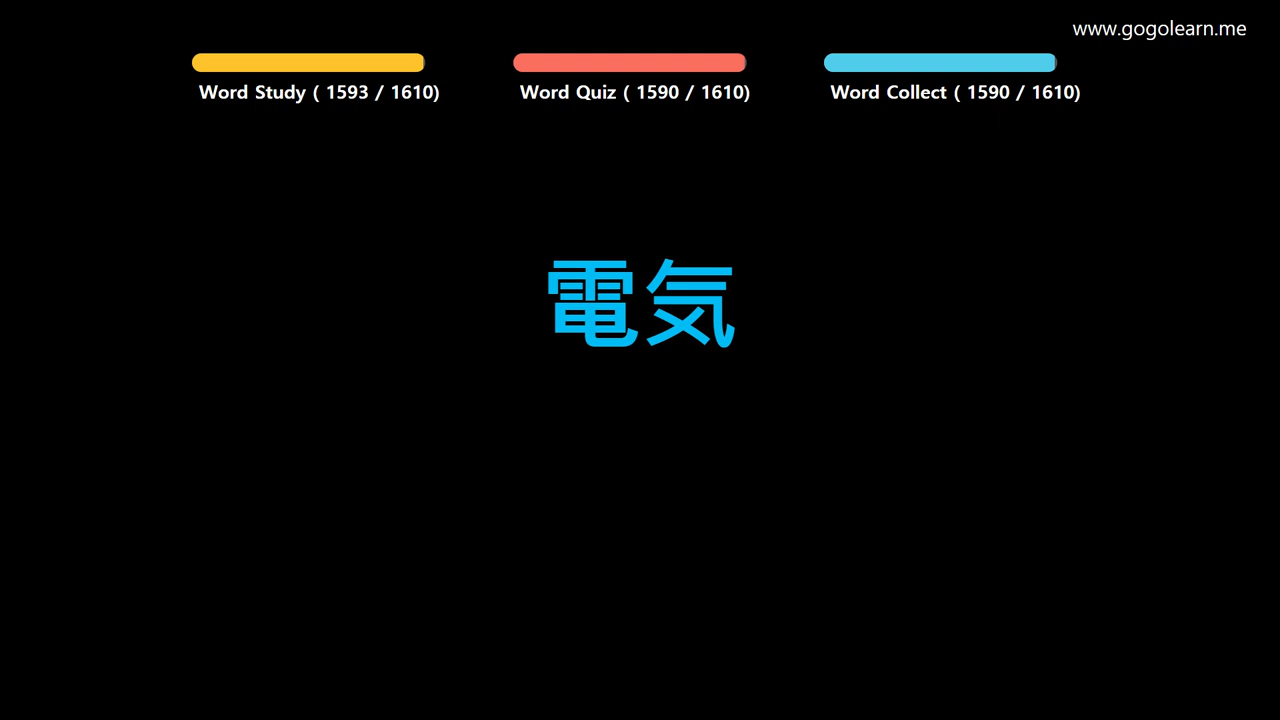 www.gogolearn.me
Word Study ( 1593 / 1610)
Word Quiz ( 1590 / 1610)
Word Collect ( 1590 / 1610)
電気